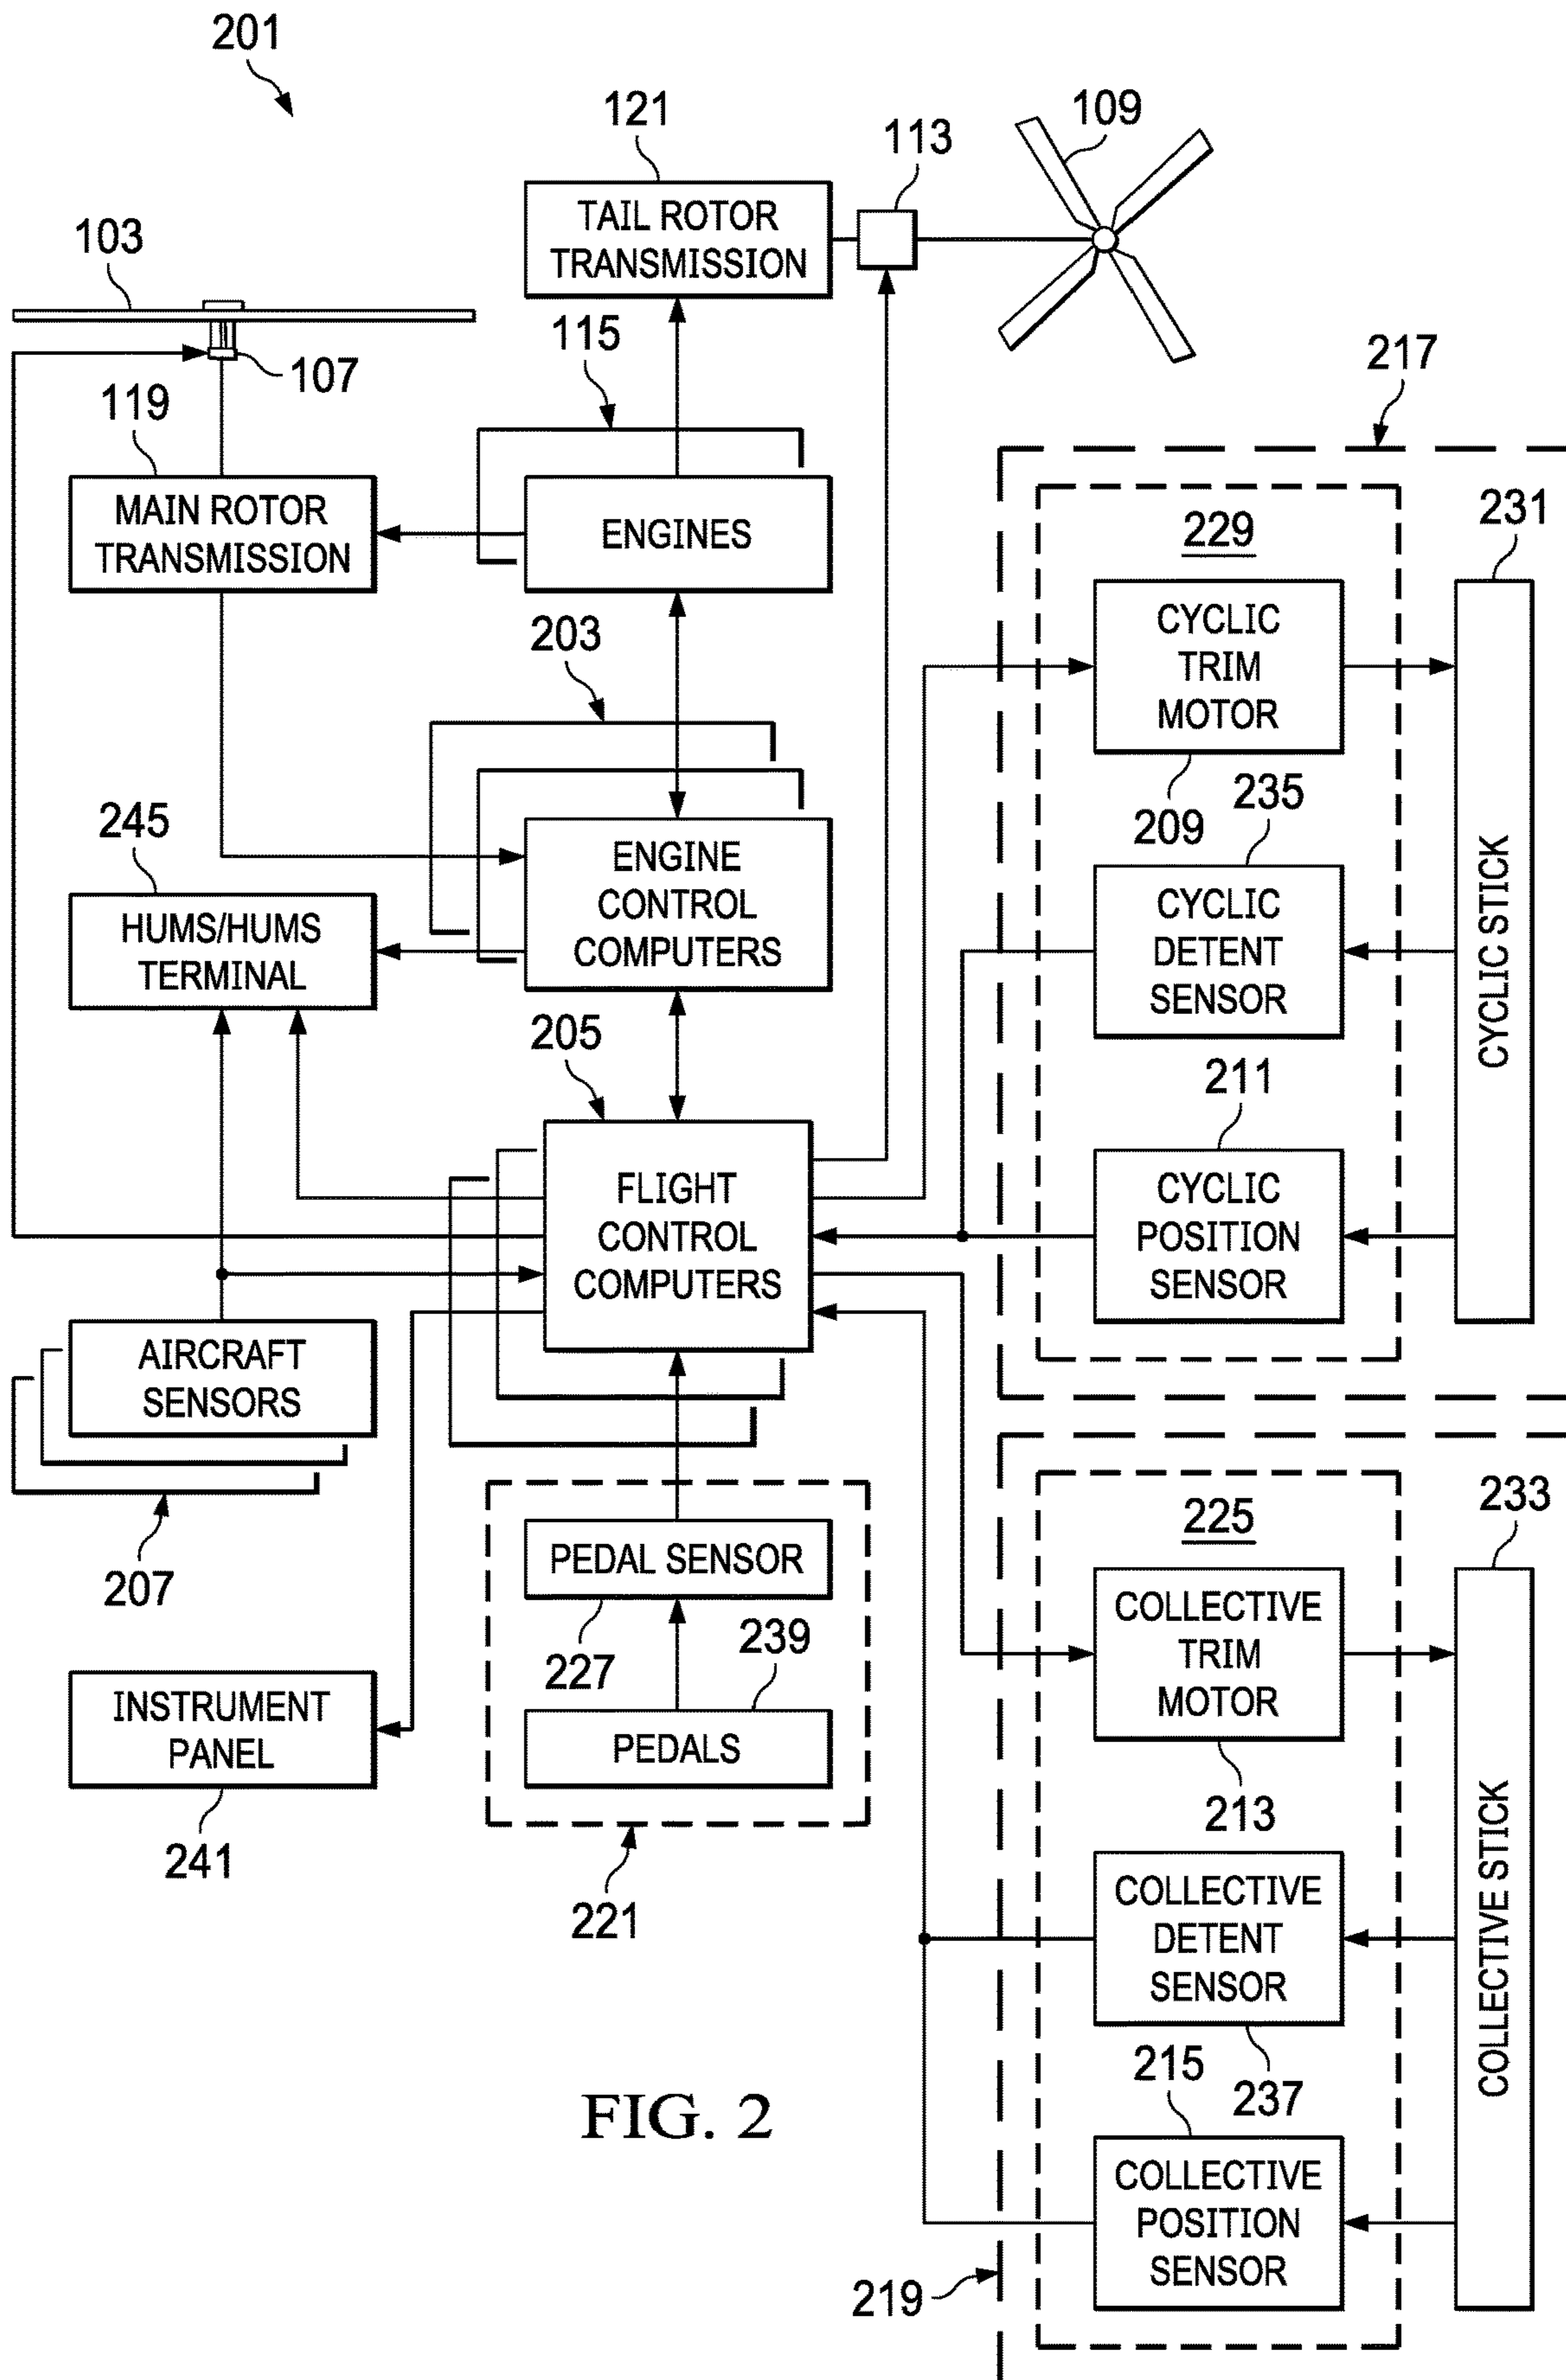 201
121
TAIL ROTOR
TRANSMISSION
113
109
103
107
115
217
119
MAIN ROTOR
TRANSMISSION
ENGINES
203
229
231
CYCLIC
TRIM
MOTOR
209
245
HUMS/HUMS
TERMINAL
ENGINE
CONTROL
COMPUTERS
235
CYCLIC
DETENT
SENSOR
CYCLIC STICK
205
FLIGHT
CONTROL
COMPUTERS
211
CYCLIC
POSITION
SENSOR
AIRCRAFT
SENSORS
207
PEDAL SENSOR
227
239
PEDALS
221
INSTRUMENT
PANEL
241
225
233
COLLECTIVE
TRIM
MOTOR
213
COLLECTIVE
DETENT
SENSOR
237
COLLECTIVE STICK
215
COLLECTIVE
POSITION
SENSOR
219
FIG. 2